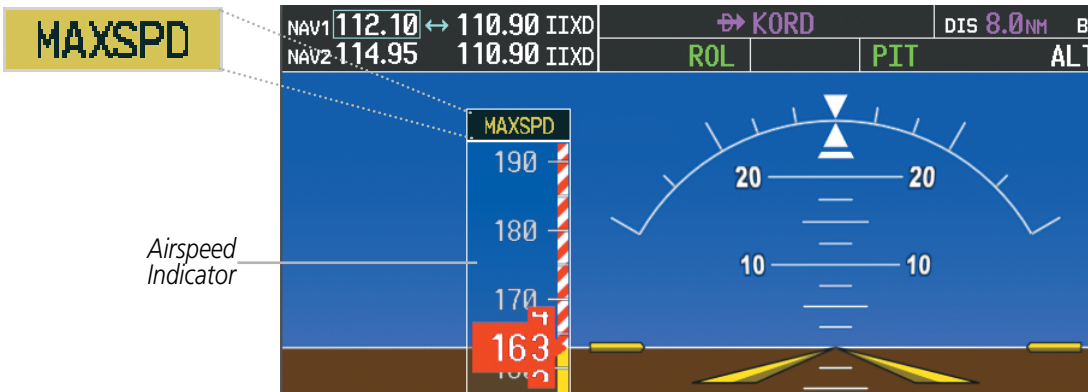 MAXSPD
NAV1 112.10 ↔ 110.90 IIXD
NAV2 114.95 110.90 IIXD
KORD
DIS 8.0NM
ROL
PIT
MAXSPD
190
180
170
163
20 20
10 10
Airspeed
Indicator